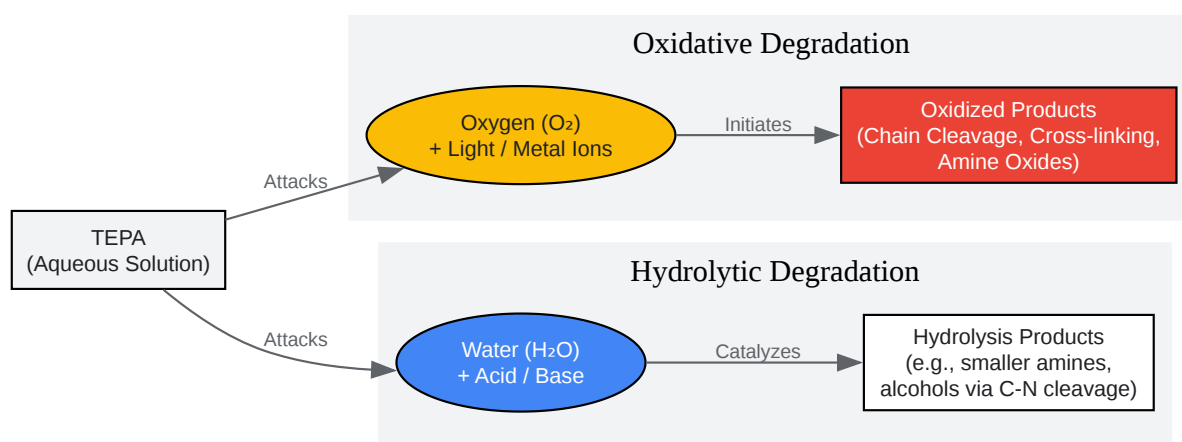 Oxidative Degradation
Oxygen (O₂)
+ Light / Metal Ions
Initiates
Oxidized Products
(Chain Cleavage, Cross-linking,
Amine Oxides)
Attacks
TEPA
(Aqueous Solution)
Hydrolytic Degradation
Attacks
Water (H₂O)
+ Acid / Base
Catalyzes
Hydrolysis Products
(e.g., smaller amines,
alcohols via C-N cleavage)